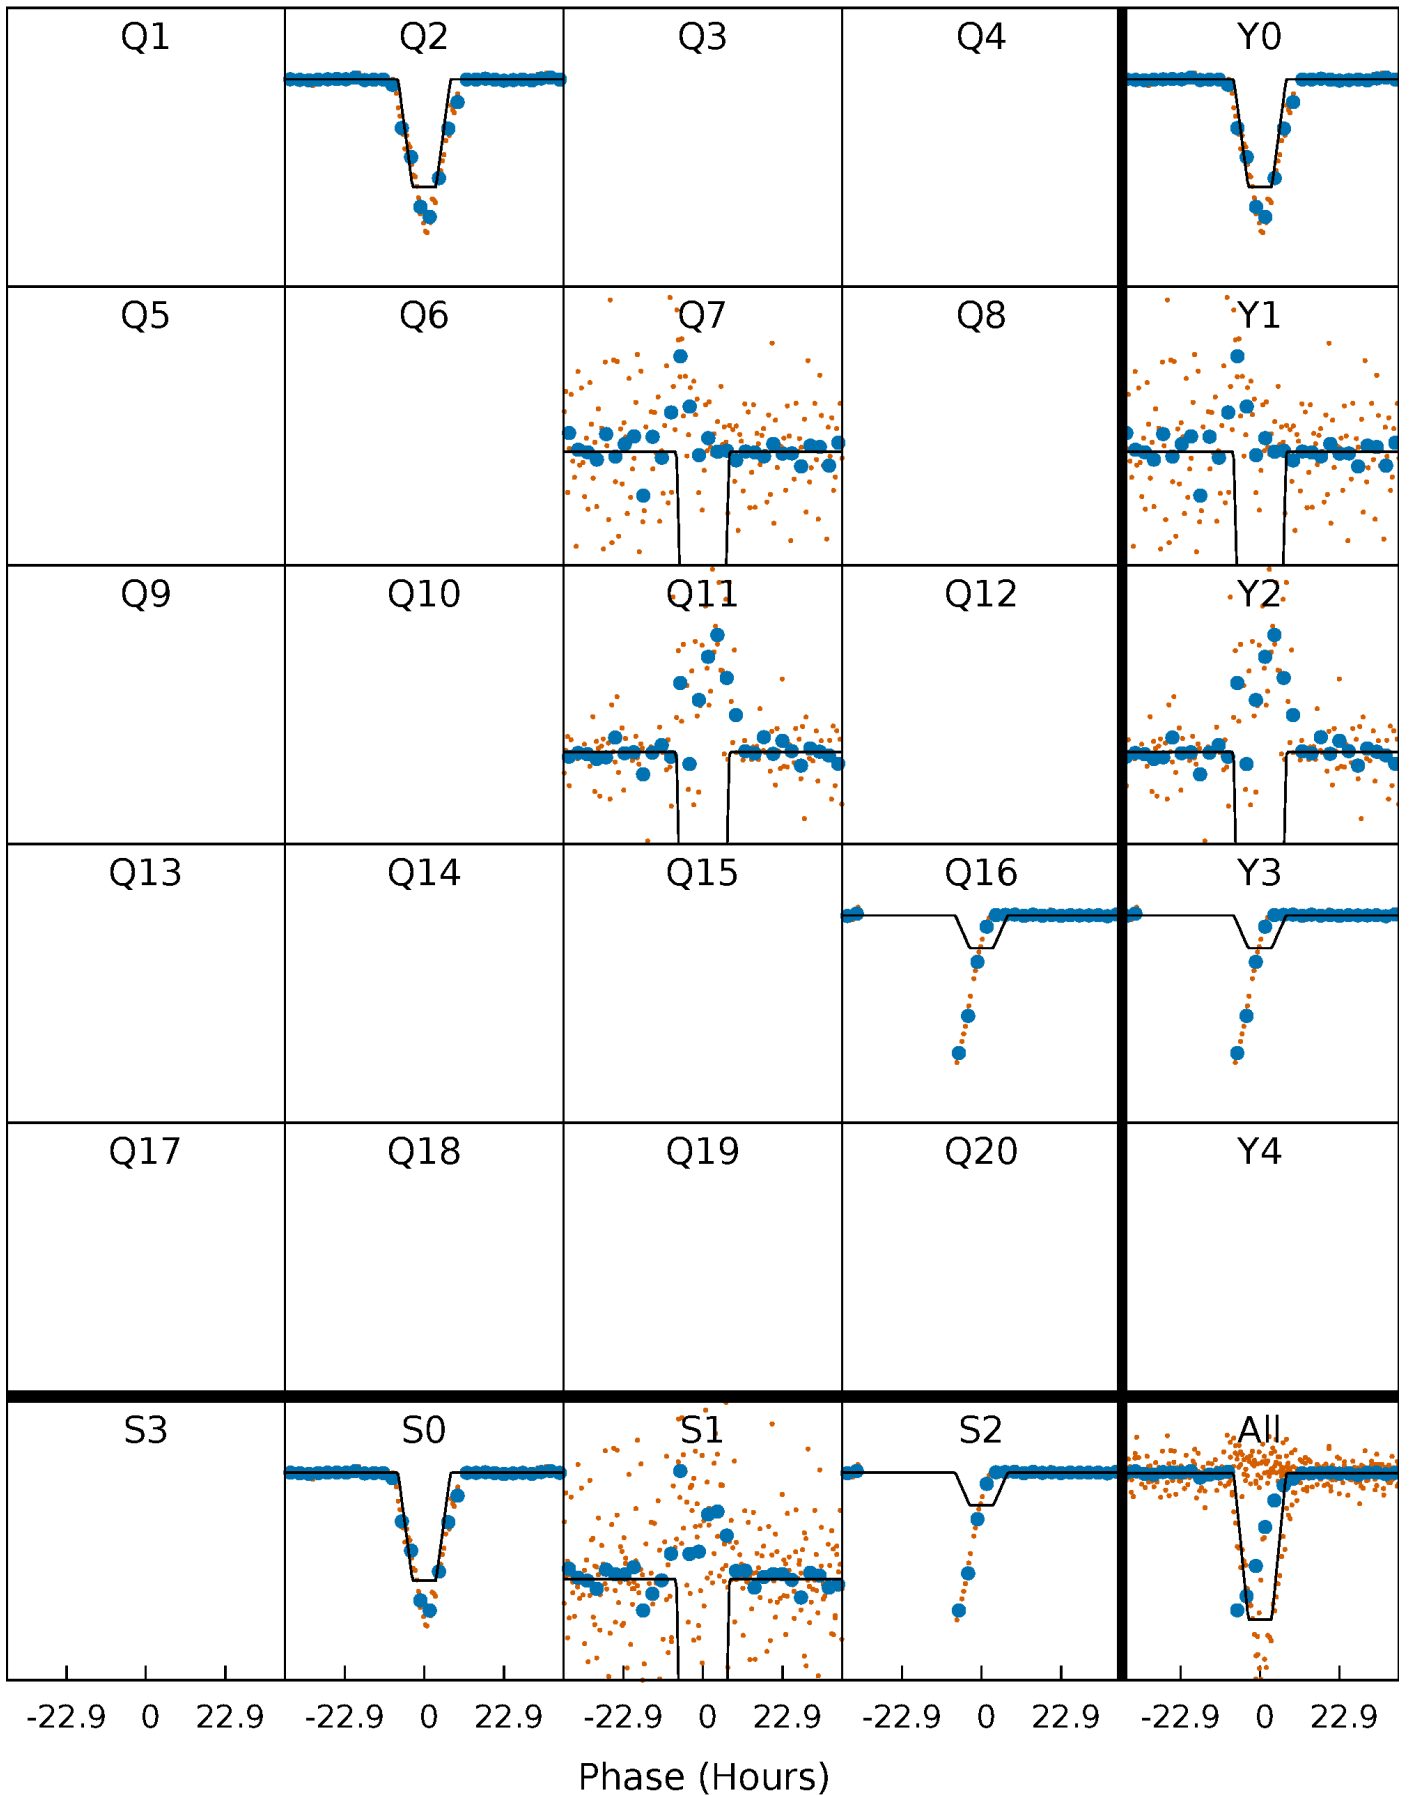 Q1 Q2 Q3 Q4 Y0
Q5 Q6 Q7 Q8 Y1
Q9 Q10 Q11 Q12 Y2
Q13 Q14 Q15 Q16 Y3
Q17 Q18 Q19 Q20 Y4
S3 S0 S1 S2 All
-22.9 0 22.9 -22.9 0 22.9 -22.9 0 22.9 -22.9 0 22.9 -22.9 0 22.9
Phase (Hours)